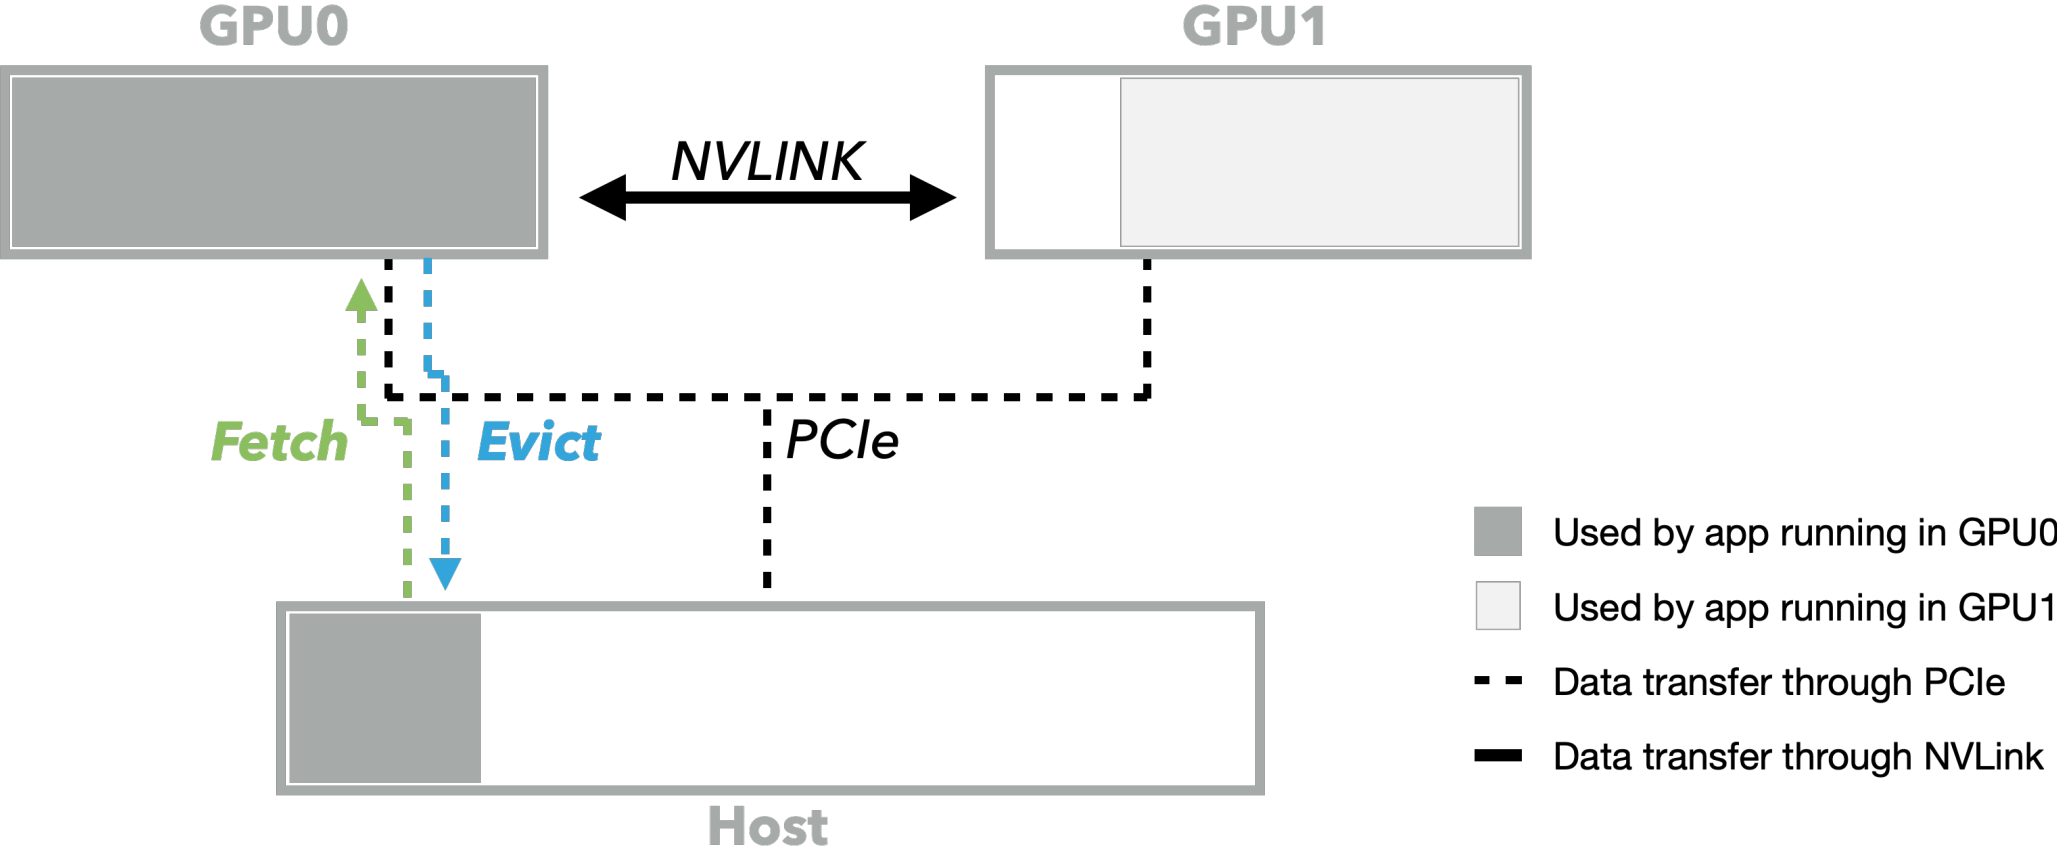 GPU0
GPU1
NVLINK
Fetch
Evict
PCIe
Used by app running in GPU0
Used by app running in GPU1
Data transfer through PCIe
Data transfer through NVLink
Host